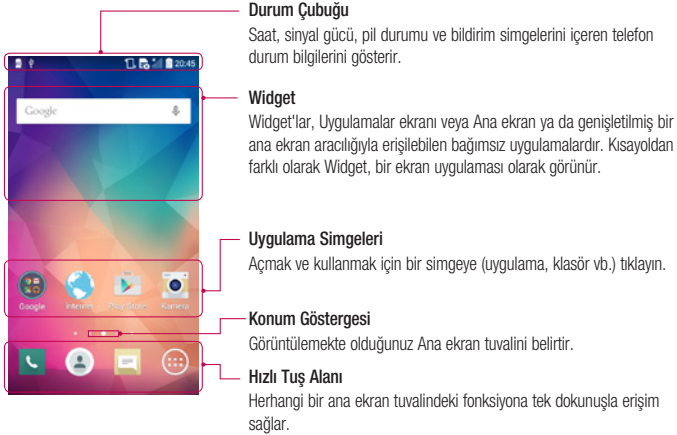 Durum Çubuğu
Saat, sinyal gücü, pil durumu ve bildirim simgelerini içeren telefon
durum bilgilerini gösterir.
20:45
Google
Widget
Widget'lar, Uygulamalar ekranı veya Ana ekran ya da genişletilmiş bir
ana ekran aracılığıyla erişilebilen bağımsız uygulamalardır. Kısayoldan
farklı olarak Widget, bir ekran uygulaması olarak görünür.
Uygulama Simgeleri
Açmak ve kullanmak için bir simgeye (uygulama, klasör vb.) tıklayın.
Google İnternet Play Store Kamera
Konum Göstergesi
Görüntülemekte olduğunuz Ana ekran tuvalini belirtir.
Hızlı Tuş Alanı
Herhangi bir ana ekran tuvalindeki fonksiyona tek dokunuşla erişim
sağlar.